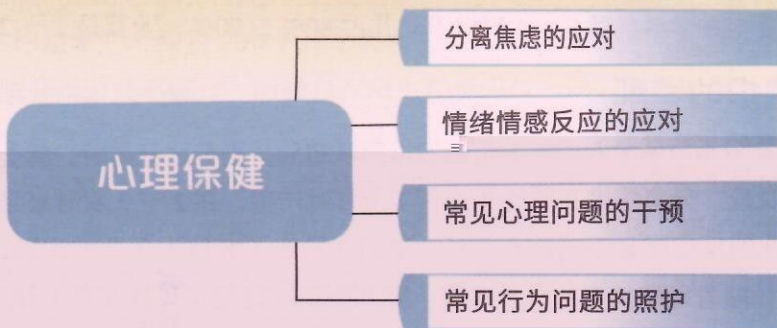 分离焦虑的应对
情绪情感反应的应对
心理保健
常见心理问题的干预
常见行为问题的照护